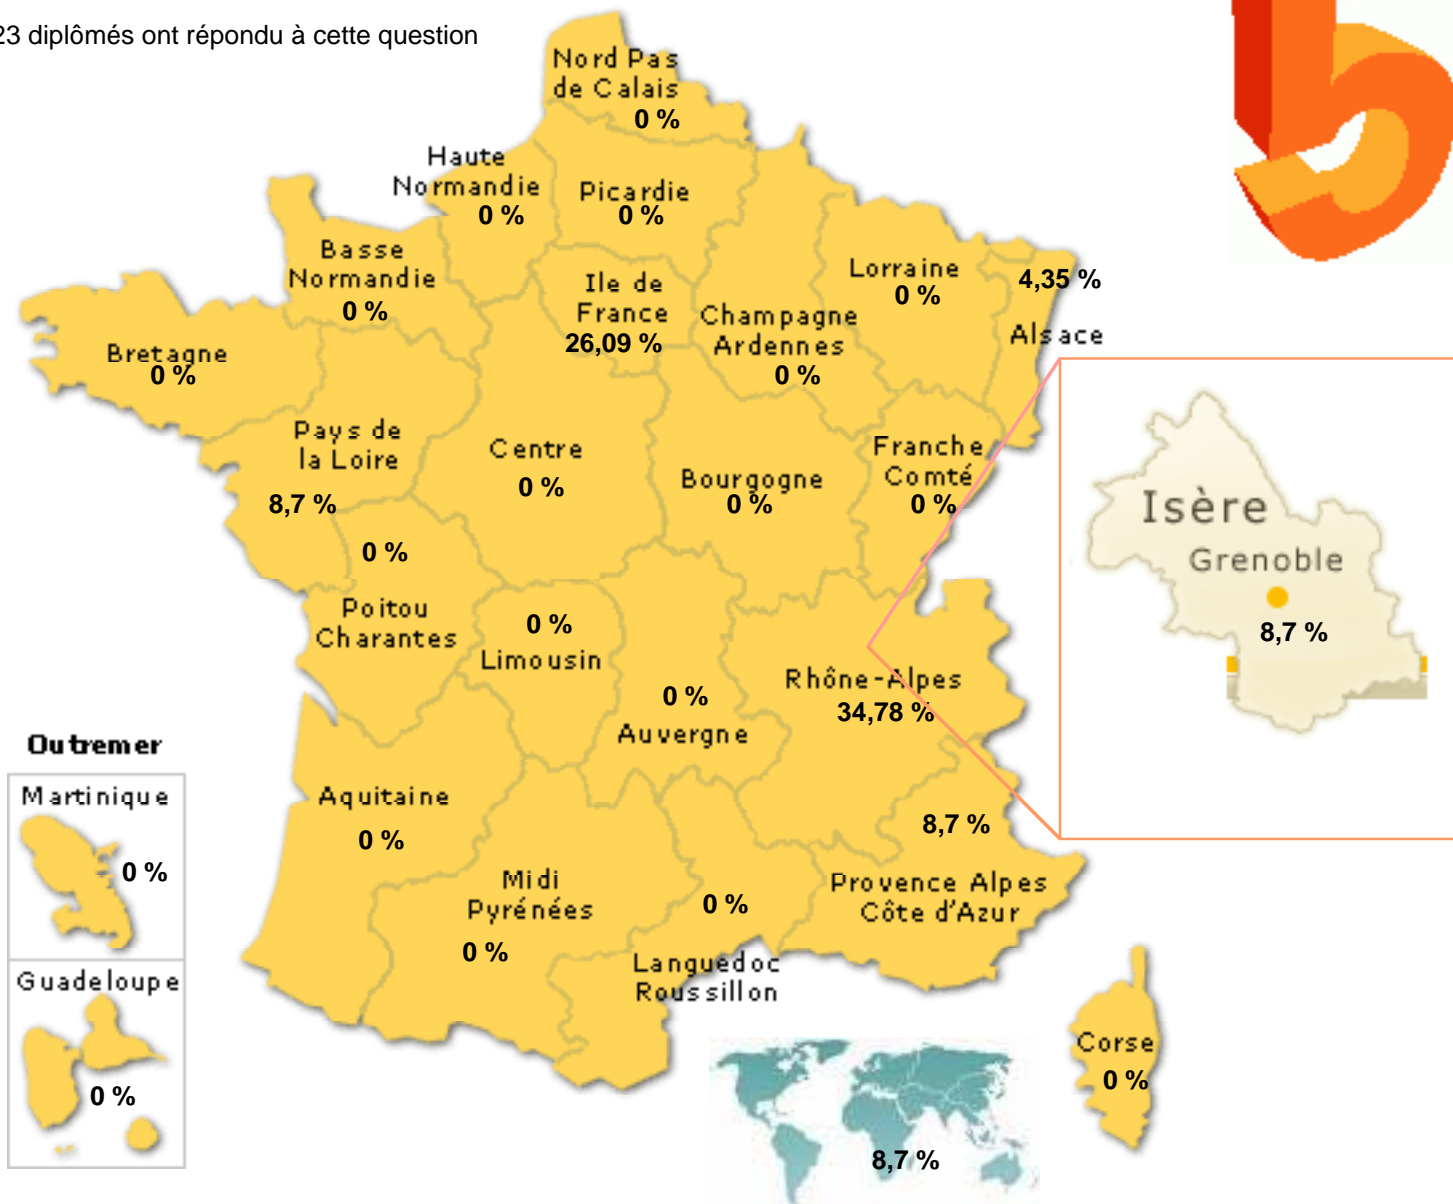 23 diplômés ont répondu à cette question
Nord Pas
de Calais
0 %
Haute
Normandie
0 %
Picardie
0 %
Basse
Normandie
0 %
Ile de
France
26,09 %
Champagne
Ardennes
0 %
Lorraine
0 %
4,35 %
Alsace
Bretagne
0 %
Pays de
la Loire
8,7 %
Centre
0 %
Bourgogne
0 %
Franche
Comté
0 %
Isère
Grenoble
8,7 %
0 %
Poitou
Charantes
0 %
Limousin
0 %
Auvergne
Rhône-Alpes
34,78 %
Outremer
Martinique
0 %
Guadeloupe
0 %
Aquitaine
0 %
Midi
Pyrénées
0 %
0 %
Languedoc
Roussillon
8,7 %
Provence Alpes
Côte d'Azur
Corse
0 %
8,7 %